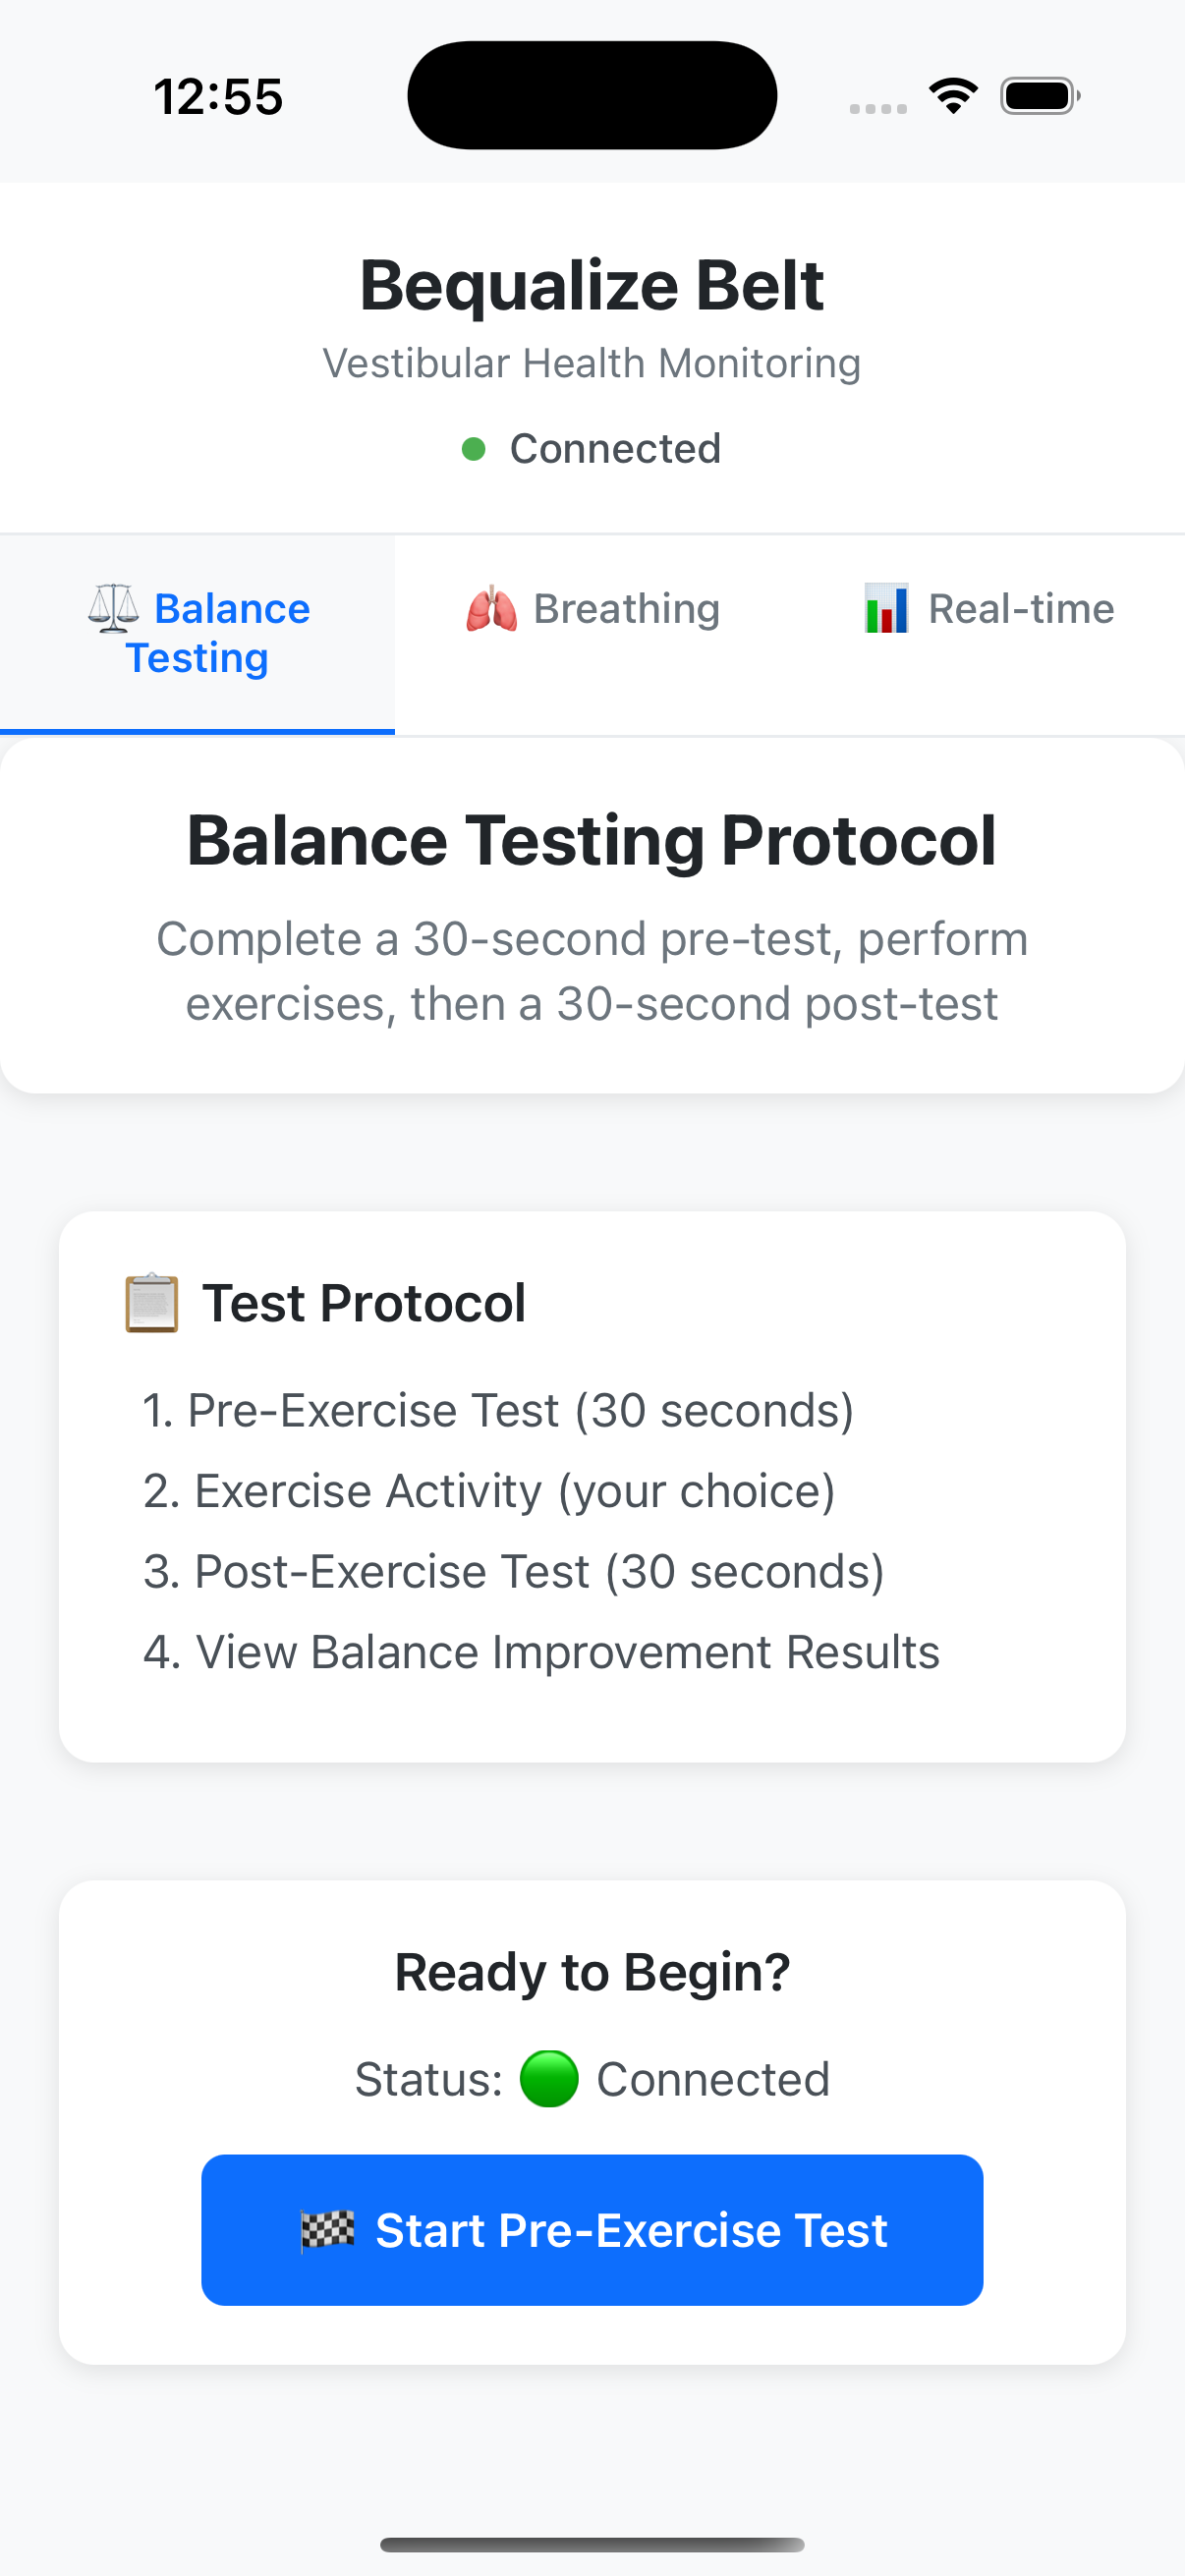 12:55
Bequalize Belt
Vestibular Health Monitoring
Connected
Balance
Testing
Breathing
Real-time
Balance Testing Protocol
Complete a 30-second pre-test, perform
exercises, then a 30-second post-test
Test Protocol
1. Pre-Exercise Test (30 seconds)
2. Exercise Activity (your choice)
3. Post-Exercise Test (30 seconds)
4. View Balance Improvement Results
Ready to Begin?
Status: Connected
Start Pre-Exercise Test